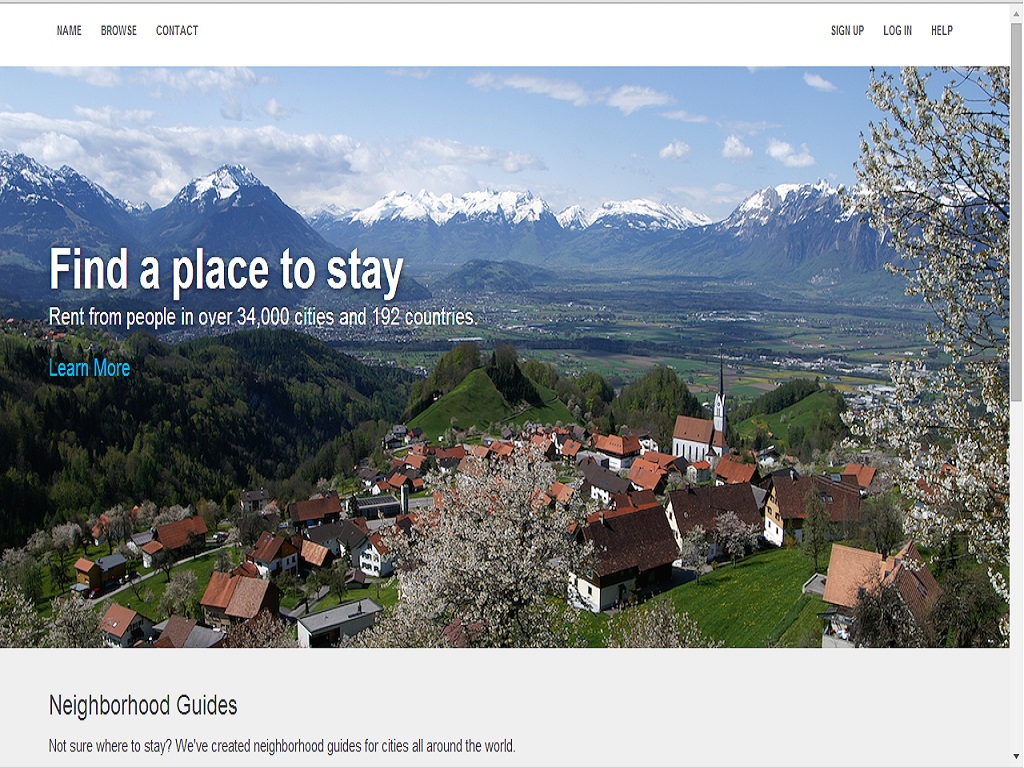 NAME BROWSE CONTACT SIGN UP LOG IN HELP
Find a place to stay
Rent from people in over 34,000 cities and 192 countries.
Learn More
Neighborhood Guides
Not sure where to stay? We've created neighborhood guides for cities all around the world.